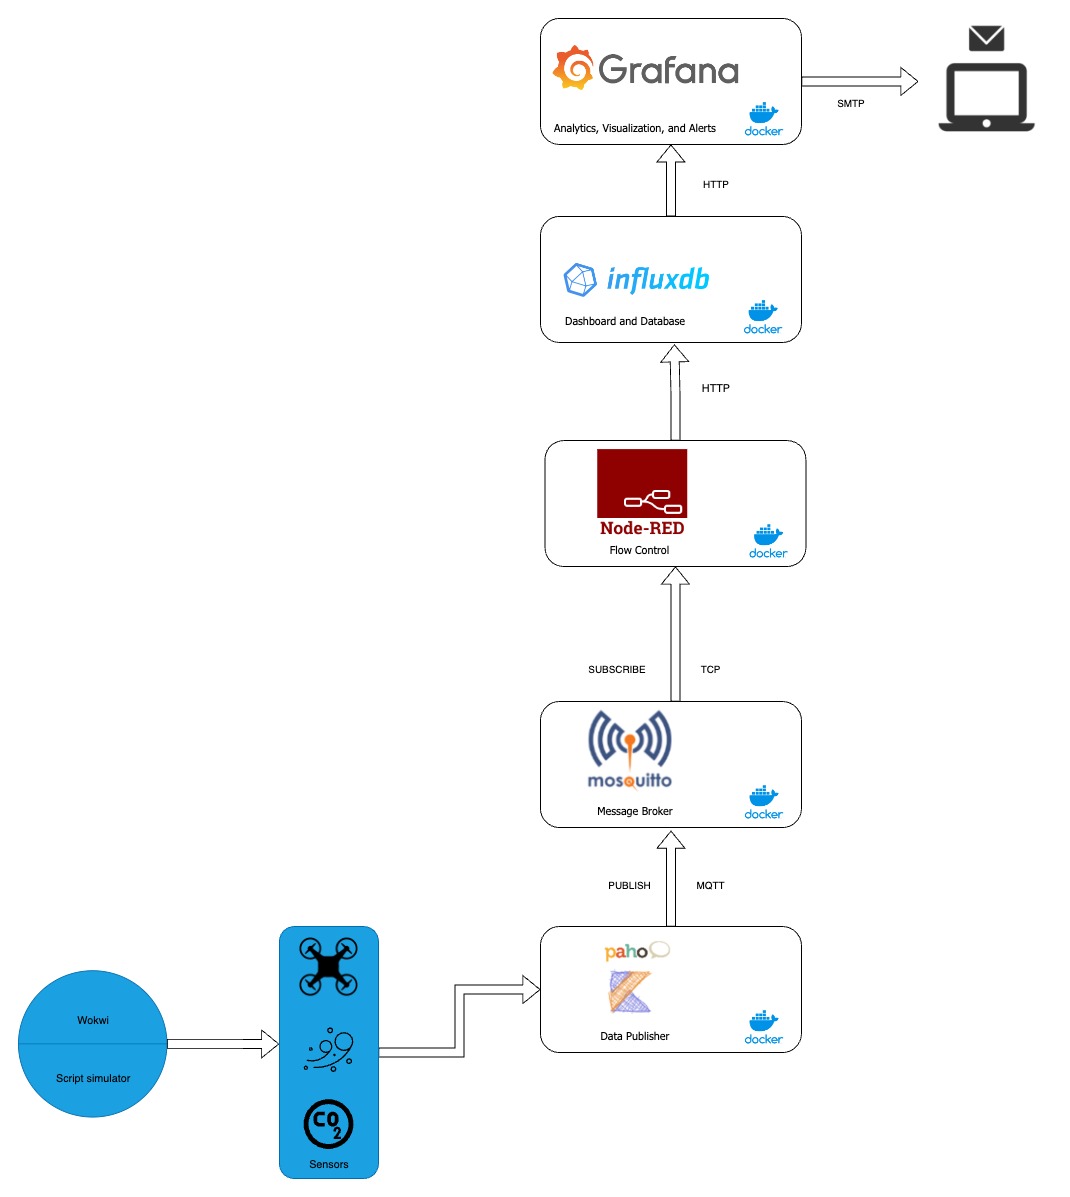 Grafana
Analytics, Visualization, and Alerts
docker
SMTP
HTTP
influxdb
Dashboard and Database
docker
HTTP
Node-RED
Flow Control
docker
SUBSCRIBE
TCP
mosquitto
Message Broker
docker
PUBLISH
MQTT
paho
Data Publisher
docker
Wokwi
Script simulator
CO2
Sensors